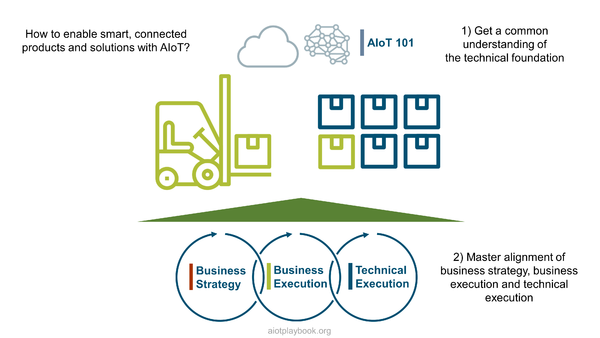 How to enable smart, connected
products and solutions with AIoT?
AIoT 101
1) Get a common
understanding of
the technical foundation
Business
Strategy
Business
Execution
Technical
Execution
2) Master alignment of
business strategy, business
execution and technical
execution
aiotplaybook.org